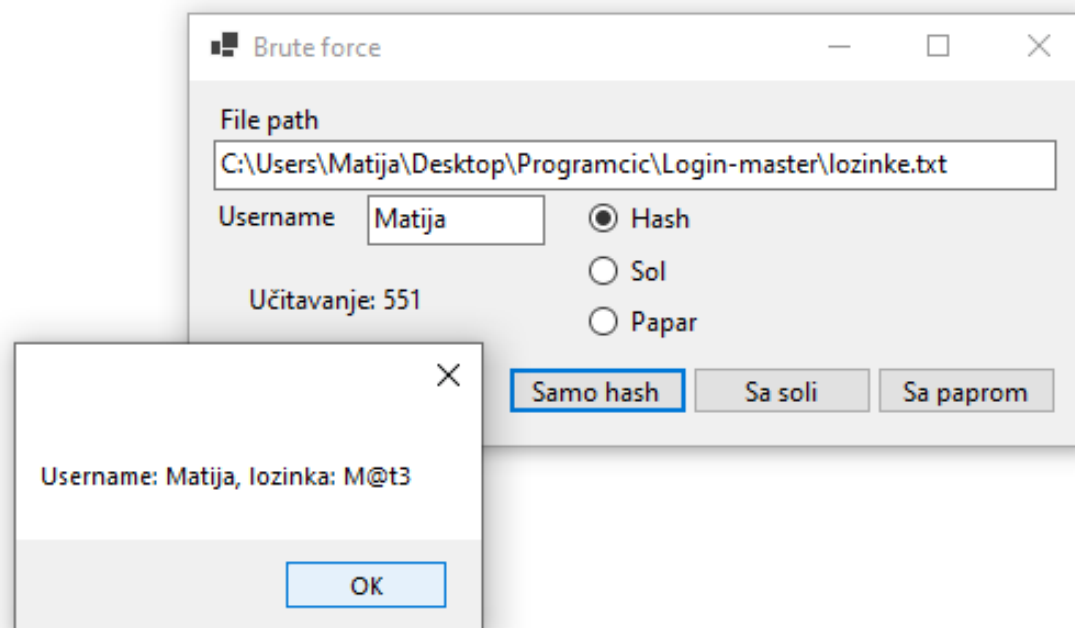 Brute force
File path
C:\Users\Matija\Desktop\Programcic\Login-master\lozinke.txt
Username
Matija
Hash
Sol
Učitavanje: 551
Papar
Samo hash
Sa soli
Sa paprom
Username: Matija, lozinka: M@t3
OK